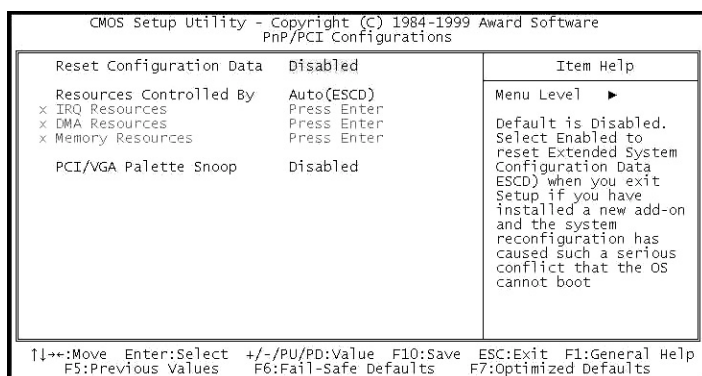 CMOS Setup Utility - Copyright (C) 1984-1999 Award Software
PnP/PCI Configurations
Reset Configuration Data Disabled
Resources Controlled By Auto(ESCD)
x IRQ Resources Press Enter
x DMA Resources Press Enter
x Memory Resources Press Enter
PCI/VGA Palette Snoop Disabled
Item Help
Menu Level ►
Default is Disabled.
Select Enabled to
reset Extended System
Configuration Data
ESCD) when you exit
Setup if you have
installed a new add-on
and the system
reconfiguration has
caused such a serious
conflict that the OS
cannot boot
↑↓→←:Move Enter:Select +/-/PU/PD:Value F10:Save ESC:Exit F1:General Help
F5:Previous Values F6:Fail-Safe Defaults F7:Optimized Defaults